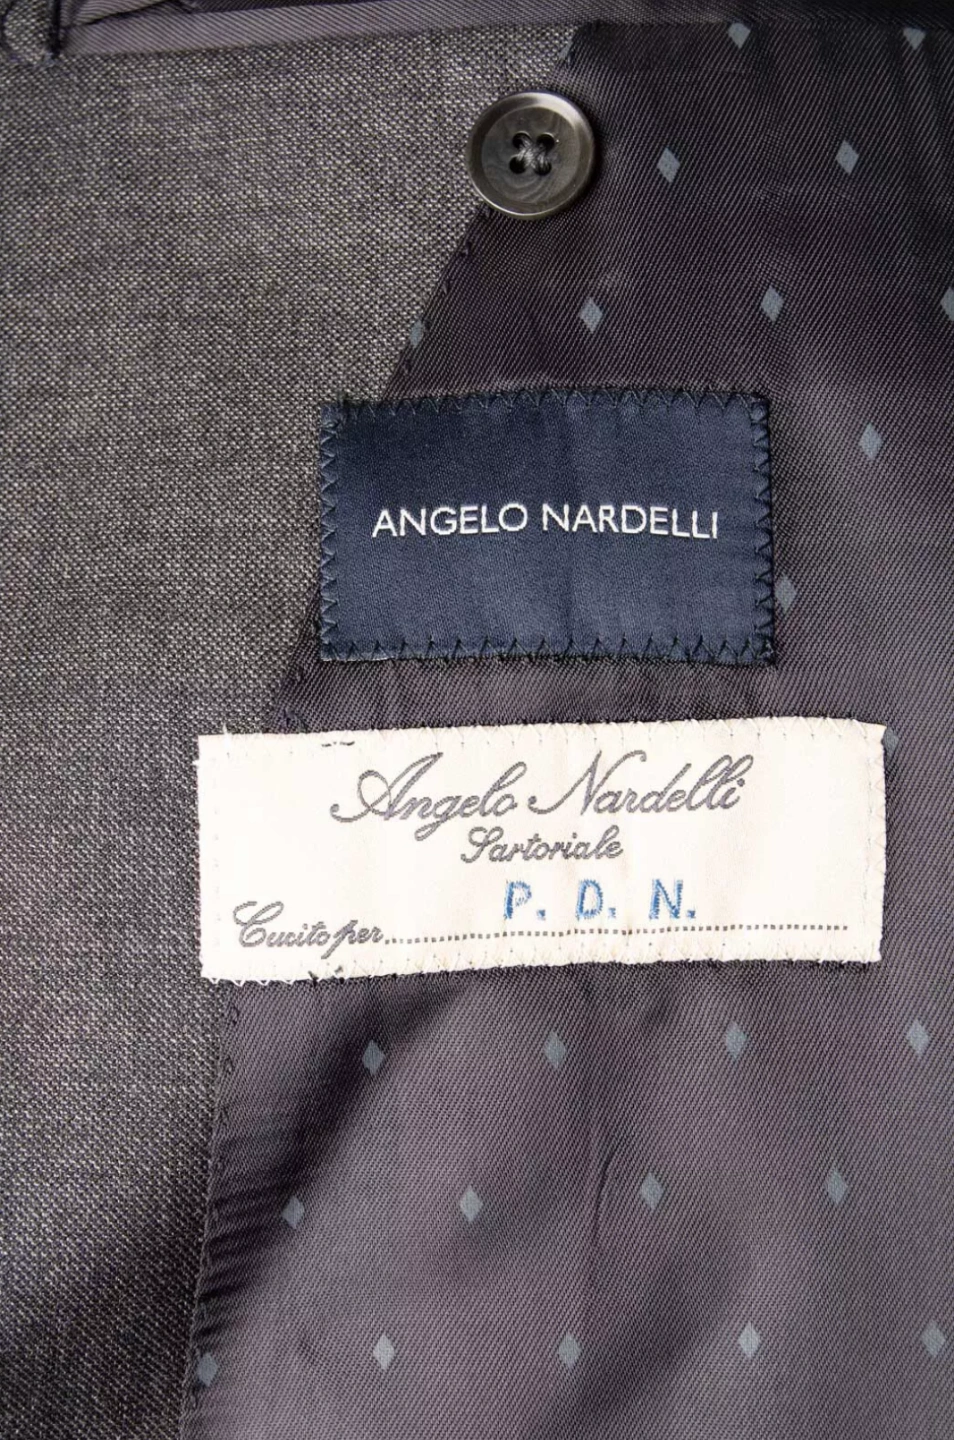 ANGELO NARDELLI
Angelo Nardelli
Sartoriale
P. D. N.
Cucito per